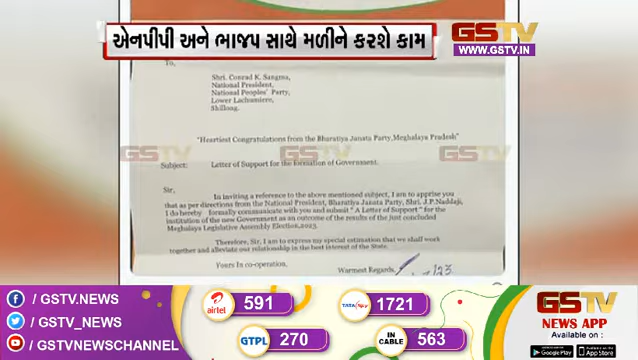 એનપીપી અને ભાજપ સાથે મળીને કરશે કામ
GSTV
WWW.GSTV.IN
To,
Shri. Conrad K. Sangma,
National President,
National Peoples' Party,
Lower Lachumiere,
Shillong.
"Heartiest Congratulations from the Bharatiya Janata Party, Meghalaya Pradesh"
GSTV GSTV
Subject: Letter of Support for the formation of Government.
Sir,
In inviting a reference to the above mentioned subject, I am to apprise you
that as per directions from the National President, Bharatiya Janata Party, Shri. J.P.Naddaji,
I do hereby formally communicate with you and submit "A Letter of Support" for the
institution of the new Government as an outcome of the results of the just concluded
Meghalaya Legislative Assembly Election,2023.
Therefore, Sir, I am to express my special estimation that we shall work
together and alleviate our relationship in the best interest of the State.
Yours in co-operation,
Warmest Regards,
/ GSTV.NEWS
/ GSTV_NEWS
/ GSTVNEWSCHANNEL
airtel 591
TATA 1721
GTPL 270
IN CABLE 563
GSTV
NEWS APP
Available on :
Google Play
App Store